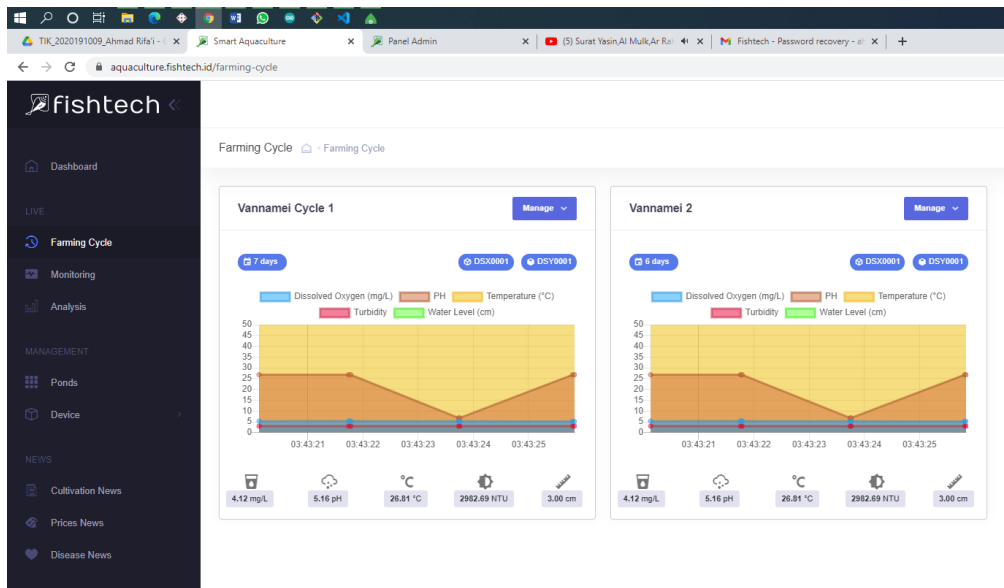 TIK_2020191009_Ahmad Rifa'i - 
Smart Aquaculture
Panel Admin
(5) Surat Yasin,Al Mulk,Ar Ra
Fishtech - Password recovery - a
aquaculture.fishtech.id/farming-cycle
fishtech
Farming Cycle - Farming Cycle
Dashboard
LIVE
Farming Cycle
Monitoring
Analysis
MANAGEMENT
Ponds
Device
NEWS
Cultivation News
Prices News
Disease News
Vannamei Cycle 1
Manage
7 days
DSX0001
DSY0001
Dissolved Oxygen (mg/L) PH Temperature (°C)
Turbidity Water Level (cm)
50
45
40
35
30
25
20
15
10
5
0
03:43:21 03:43:22 03:43:23 03:43:24 03:43:25
°C
4.12 mg/L 5.16 pH 26.81 °C 2982.69 NTU 3.00 cm
Vannamei 2
Manage
6 days
DSX0001
DSY0001
Dissolved Oxygen (mg/L) PH Temperature (°C)
Turbidity Water Level (cm)
50
45
40
35
30
25
20
15
10
5
0
03:43:21 03:43:22 03:43:23 03:43:24 03:43:25
°C
4.12 mg/L 5.16 pH 26.81 °C 2982.69 NTU 3.00 cm